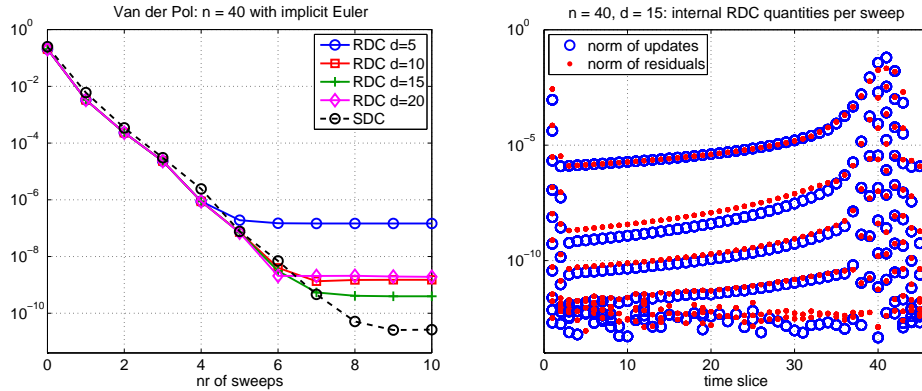 Van der Pol: n = 40 with implicit Euler
10^0
10^-2
10^-4
10^-6
10^-8
10^-10
0
2
4
6
8
10
nr of sweeps
RDC d=5
RDC d=10
RDC d=15
RDC d=20
SDC
n = 40, d = 15: internal RDC quantities per sweep
10^0
10^-5
10^-10
0
10
20
30
40
time slice
norm of updates
norm of residuals